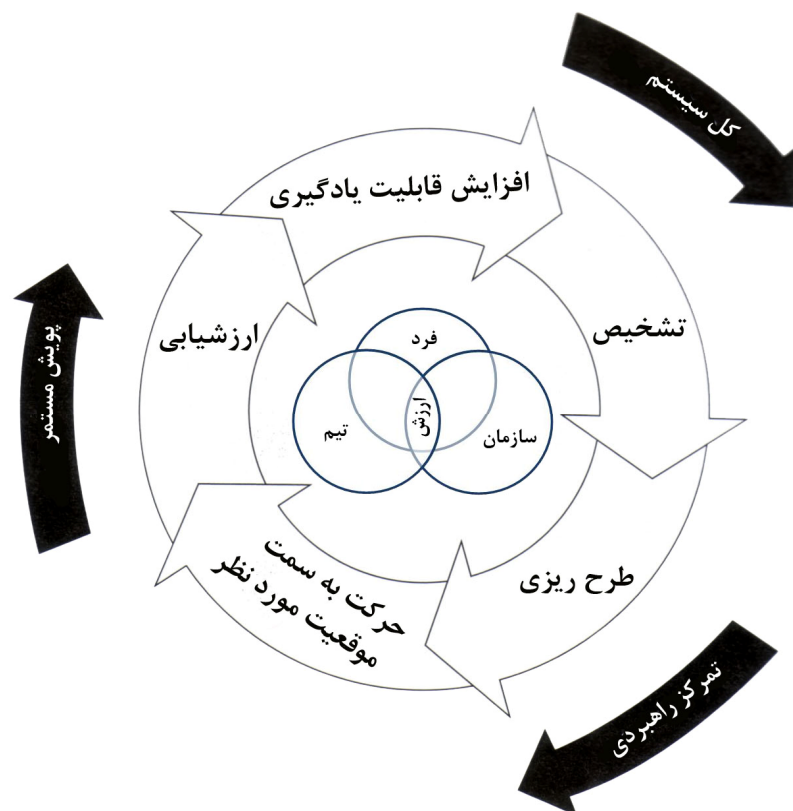 کل سیستم
افزایش قابلیت یادگیری
تشخیص
ارزشیابی
پویش مستمر
فرد
ارزش
تیم
سازمان
طرح ریزی
حرکت به سمت
موقعیت مورد نظر
تمرکز راهبردی